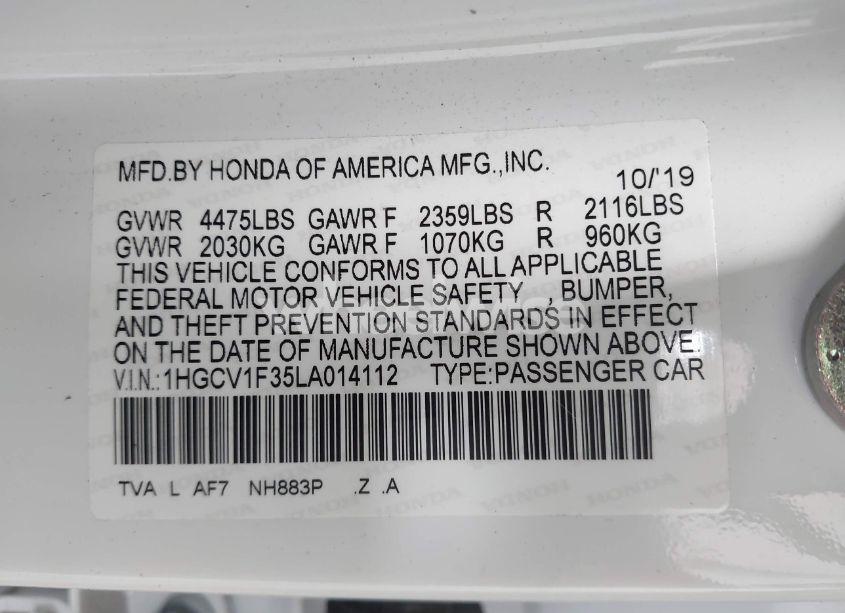 MFD.BY HONDA OF AMERICA MFG.,INC.
10/'19
GVWR 4475LBS GAWR F 2359LBS R 2116LBS
GVWR 2030KG GAWR F 1070KG R 960KG
THIS VEHICLE CONFORMS TO ALL APPLICABLE
FEDERAL MOTOR VEHICLE SAFETY , BUMPER,
AND THEFT PREVENTION STANDARDS IN EFFECT
ON THE DATE OF MANUFACTURE SHOWN ABOVE.
V.I.N.:1HGCV1F35LA014112 TYPE:PASSENGER CAR
TVA L AF7 NH883P .Z .A